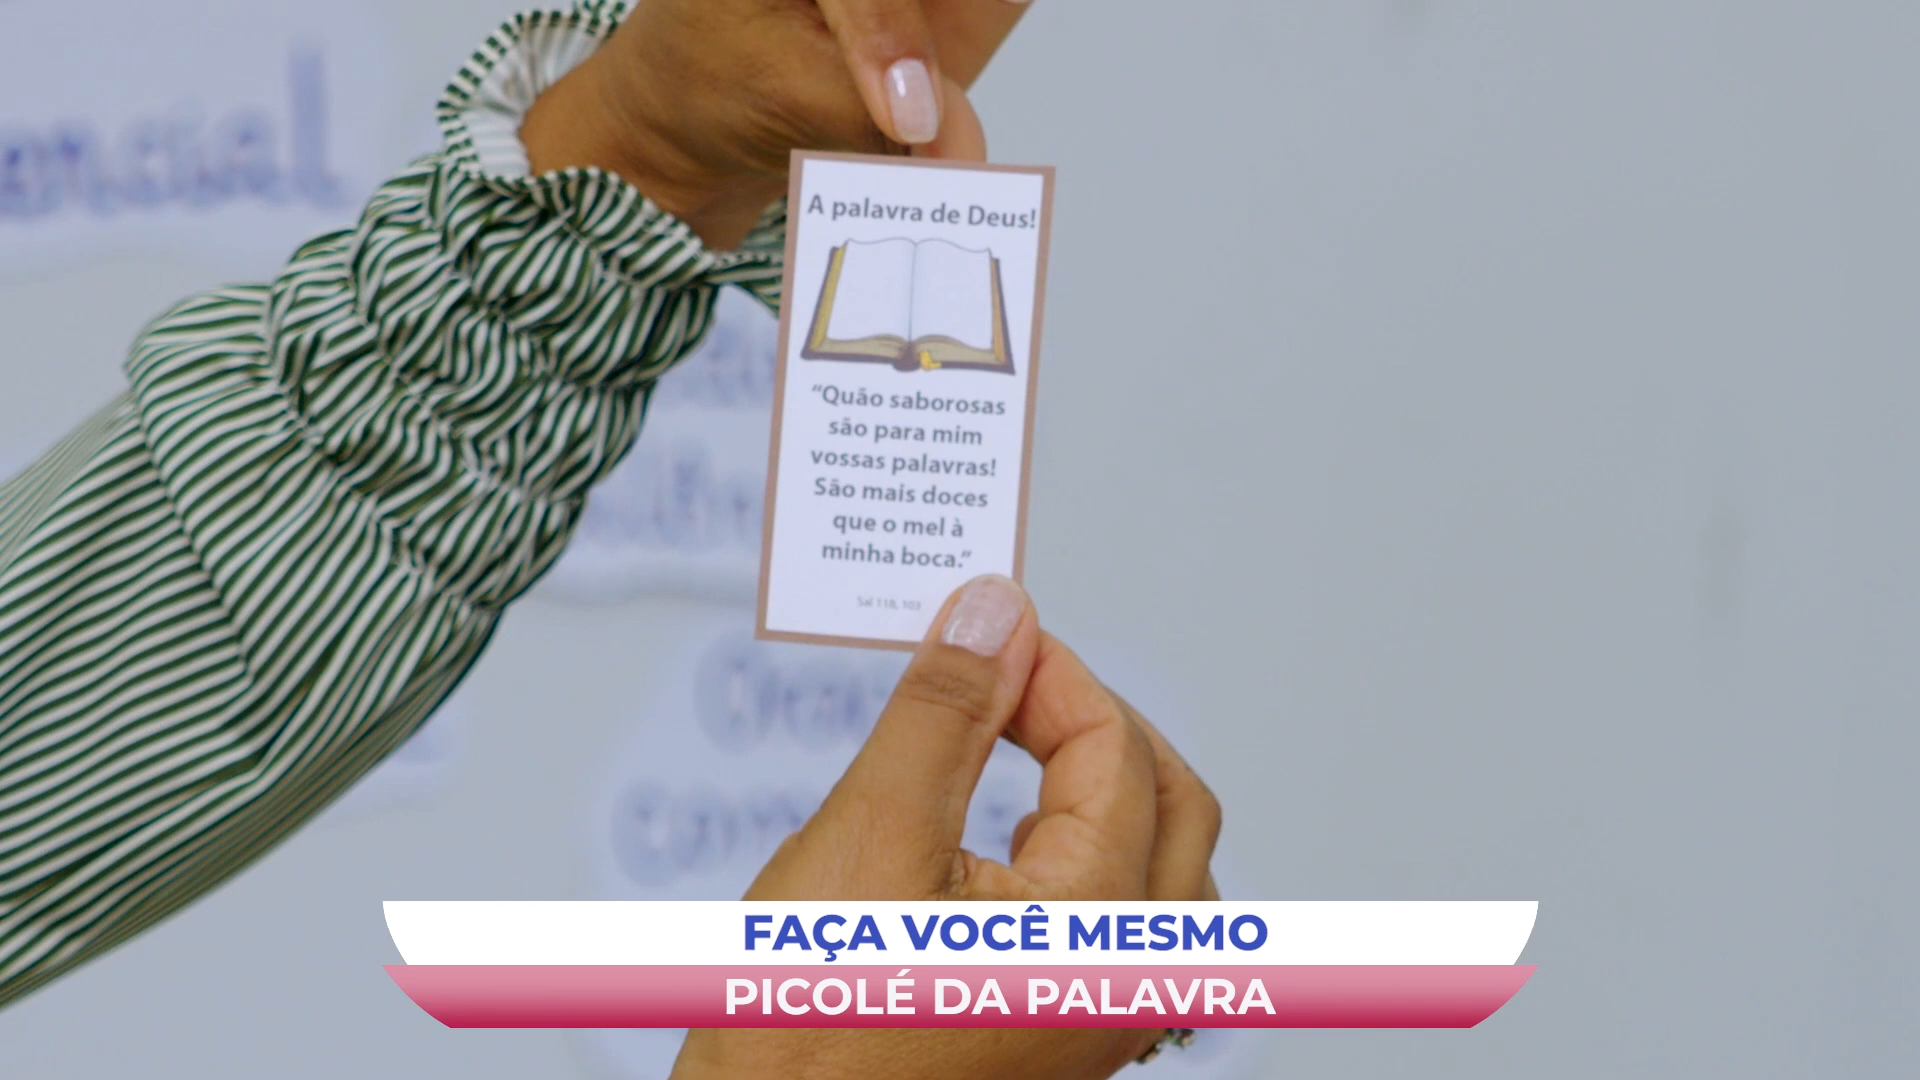 A palavra de Deus!
“Quão saborosas
são para mim
vossas palavras!
São mais doces
que o mel à
minha boca.”
Sal 118, 103
FAÇA VOCÊ MESMO
PICOLÉ DA PALAVRA